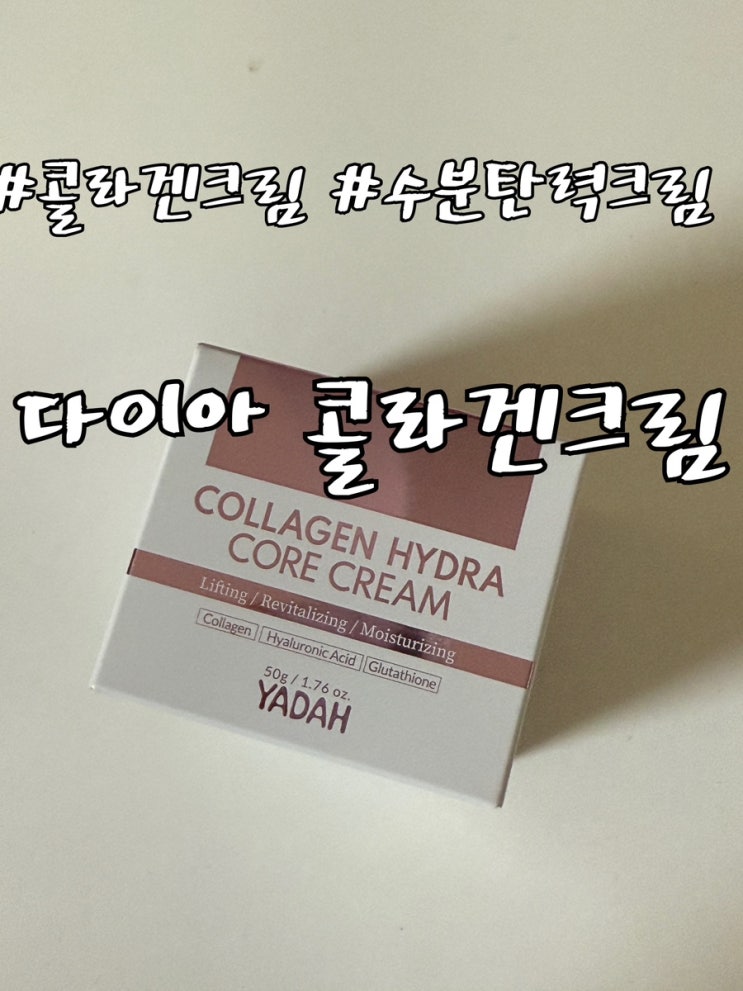 #콜라겐크림 #수분탄력크림
다이아 콜라겐크림
COLLAGEN HYDRA
CORE CREAM
Lifting / Revitalizing / Moisturizing
Collagen Hyaluronic Acid Glutathione
50g / 1.76 oz.
YADAH